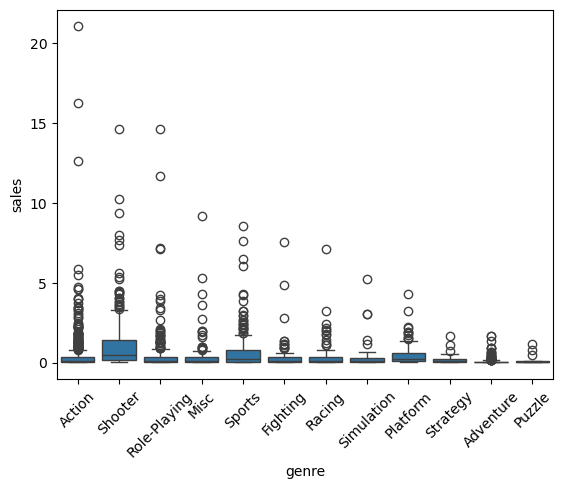 20
15
10
5
0
sales
Action
Shooter
Role-Playing
Misc
Sports
Fighting
Racing
Simulation
Platform
Strategy
Adventure
Puzzle
genre